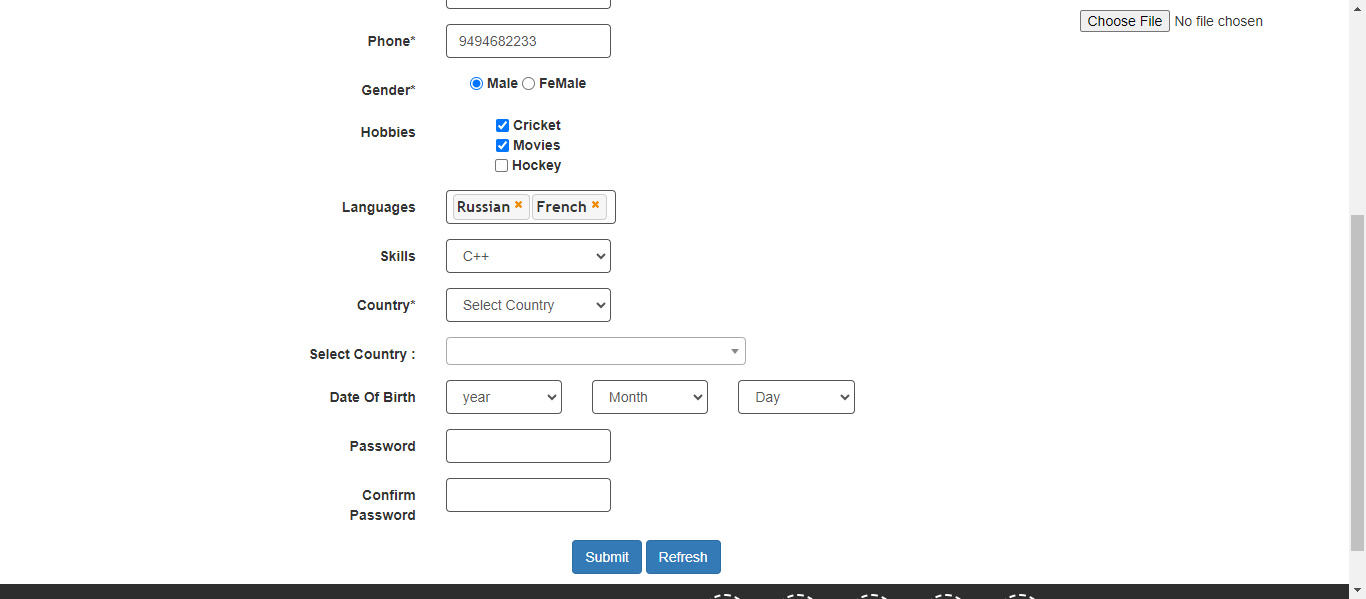 Choose File No file chosen
Phone* 9494682233
Gender* Male FeMale
Hobbies Cricket
Movies
Hockey
Languages Russian × French ×
Skills C++
Country* Select Country
Select Country :
Date Of Birth year Month Day
Password
Confirm
Password
Submit Refresh